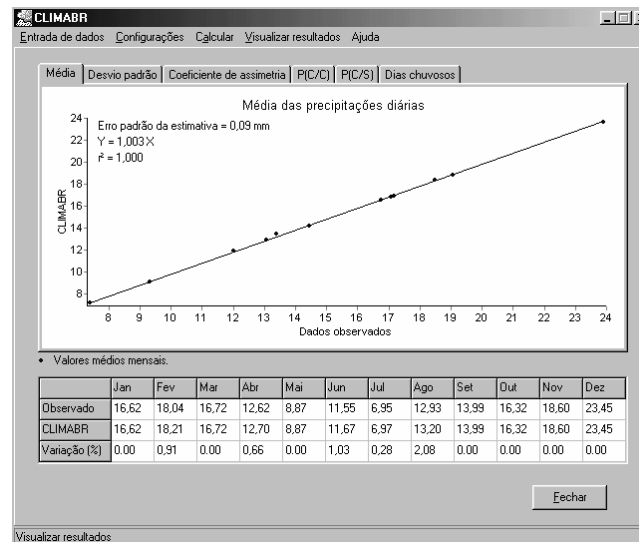 CLIMABR
Entrada de dados Configurações Calcular Visualizar resultados Ajuda
Média Desvio padrão Coeficiente de assimetria P(C/C) P(C/S) Dias chuvosos
Média das precipitações diárias
Erro padrão da estimativa = 0,09 mm
Y = 1,003 X
r² = 1,000
24
22
20
18
16
14
12
10
8
CLIMABR
8 9 10 11 12 13 14 15 16 17 18 19 20 21 22 23 24
Dados observados
• Valores médios mensais.
Jan Fev Mar Abr Mai Jun Jul Ago Set Out Nov Dez
Observado 16,62 18,04 16,72 12,62 8,87 11,55 6,95 12,93 13,99 16,32 18,60 23,45
CLIMABR 16,62 18,21 16,72 12,70 8,87 11,67 6,97 13,20 13,99 16,32 18,60 23,45
Variação (%) 0.00 0,91 0.00 0,66 0.00 1,03 0,28 2,08 0.00 0.00 0.00 0.00
Fechar
Visualizar resultados